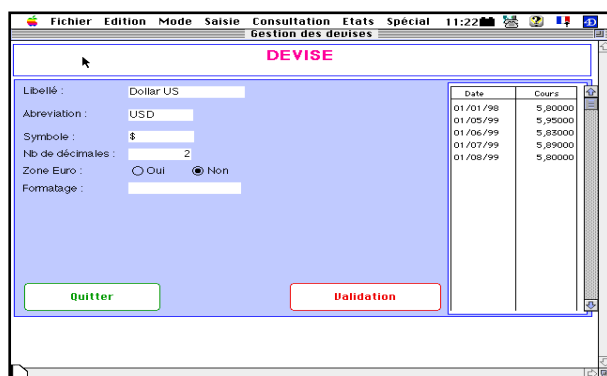 Fichier Edition Mode Saisie Consultation Etats Spécial 11:22
Gestion des devises
DEVISE
Libellé : Dollar US
Abreviation : USD
Symbole : $
Nb de décimales : 2
Zone Euro : Oui Non
Formatage :
Quitter Validation
Date Cours
01/01/98 5,80000
01/05/99 5,95000
01/06/99 5,83000
01/07/99 5,89000
01/08/99 5,80000